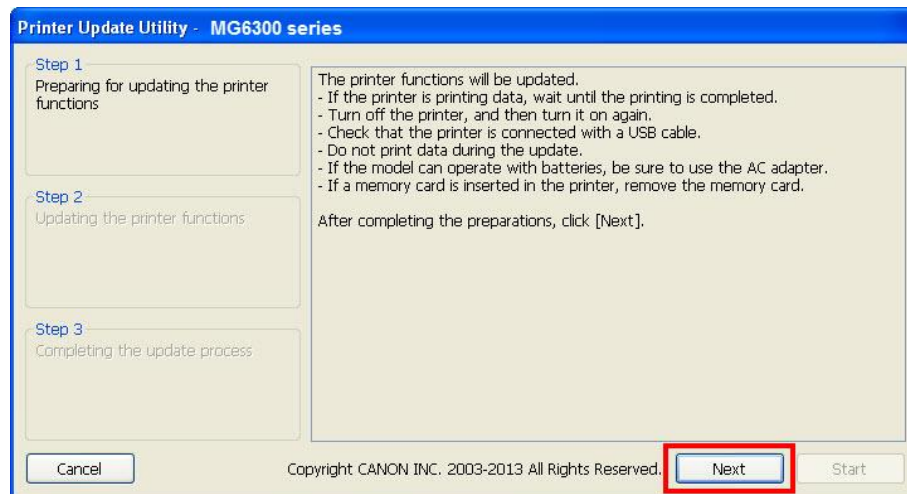 Printer Update Utility - MG6300 series
Step 1
Preparing for updating the printer
functions
The printer functions will be updated.
- If the printer is printing data, wait until the printing is completed.
- Turn off the printer, and then turn it on again.
- Check that the printer is connected with a USB cable.
- Do not print data during the update.
- If the model can operate with batteries, be sure to use the AC adapter.
- If a memory card is inserted in the printer, remove the memory card.
After completing the preparations, click [Next].
Step 2
Updating the printer functions
Step 3
Completing the update process
Cancel
Copyright CANON INC. 2003-2013 All Rights Reserved.
Next
Start